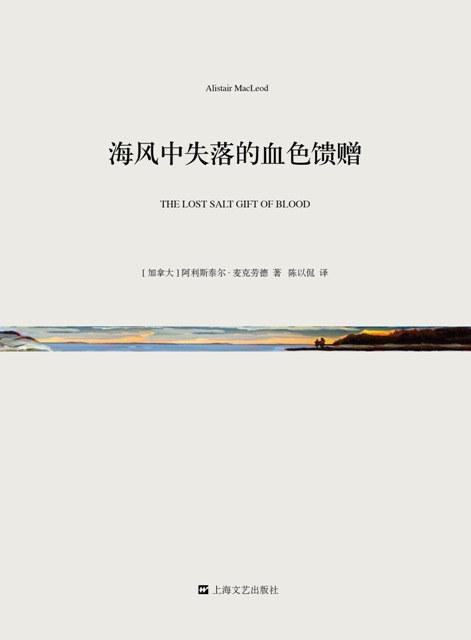 Alistair MacLeod
海风中失落的血色馈赠
THE LOST SALT GIFT OF BLOOD
[ 加拿大 ] 阿利斯泰尔 · 麦克劳德 著 陈以侃 译
上海文艺出版社